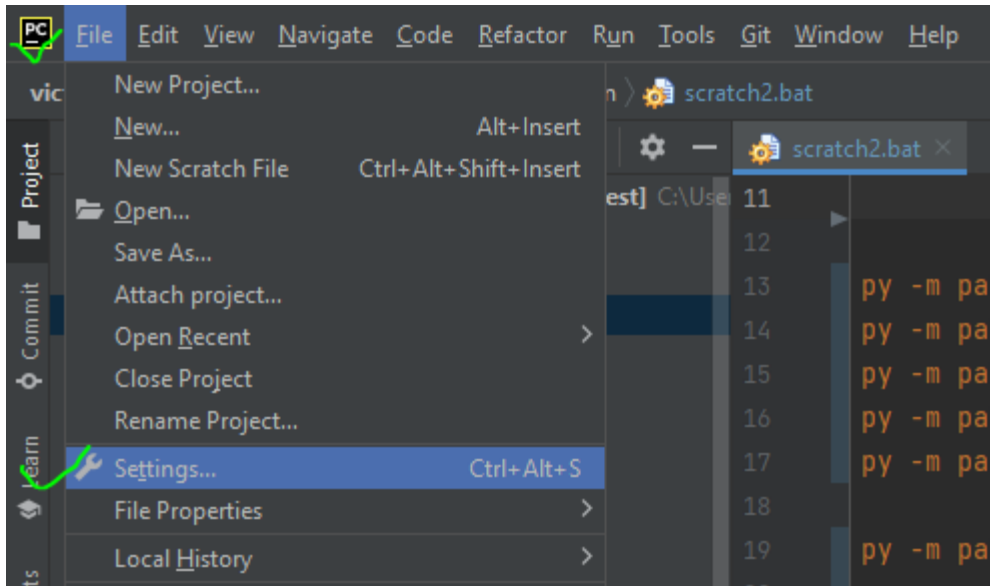 PC File Edit View Navigate Code Refactor Run Tools Git Window Help
vic n scratch2.bat
New Project...
New... Alt+Insert
New Scratch File Ctrl+Alt+Shift+Insert
Open...
Save As...
Attach project...
Open Recent
Close Project
Rename Project...
Settings... Ctrl+Alt+S
File Properties
Local History
Project
Commit
Learn
ts
est] C:\User
scratch2.bat
11
12
13 py -m pa
14 py -m pa
15 py -m pa
16 py -m pa
17 py -m pa
18
19 py -m pa